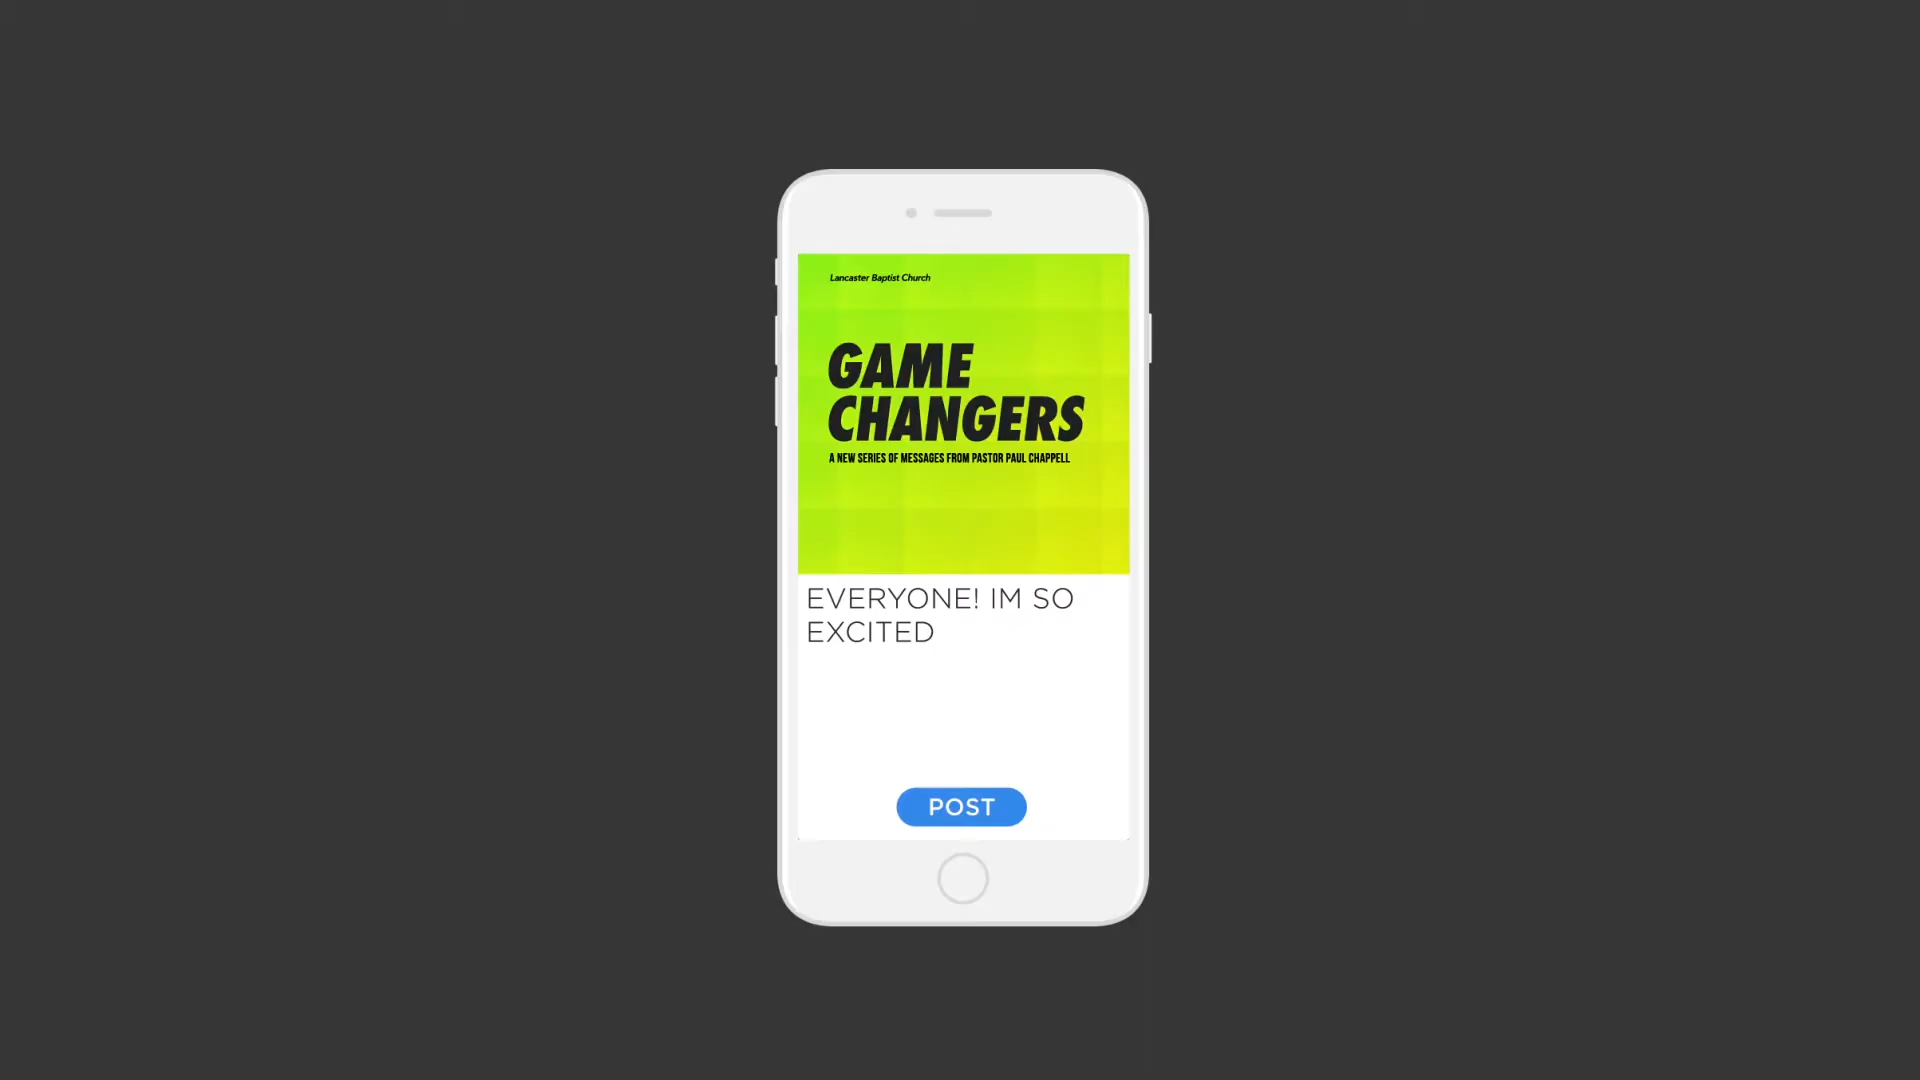 Lancaster Baptist Church
GAME
CHANGERS
A NEW SERIES OF MESSAGES FROM PASTOR PAUL CHAPPELL
EVERYONE! IM SO
EXCITED
POST